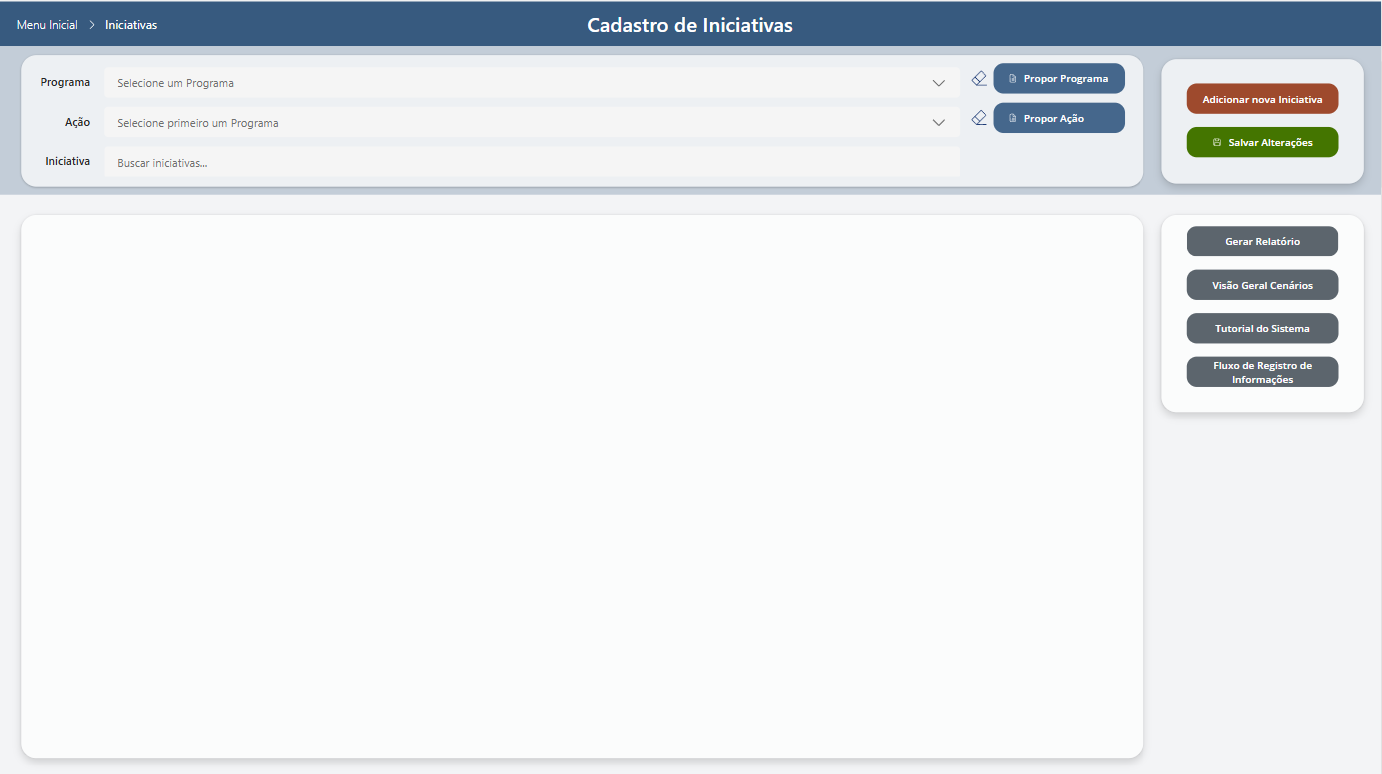 Menu Inicial > Iniciativas
Cadastro de Iniciativas
Programa
Selecione um Programa
Propor Programa
Ação
Selecione primeiro um Programa
Propor Ação
Iniciativa
Buscar iniciativas...
Adicionar nova Iniciativa
Salvar Alterações
Gerar Relatório
Visão Geral Cenários
Tutorial do Sistema
Fluxo de Registro de
Informações